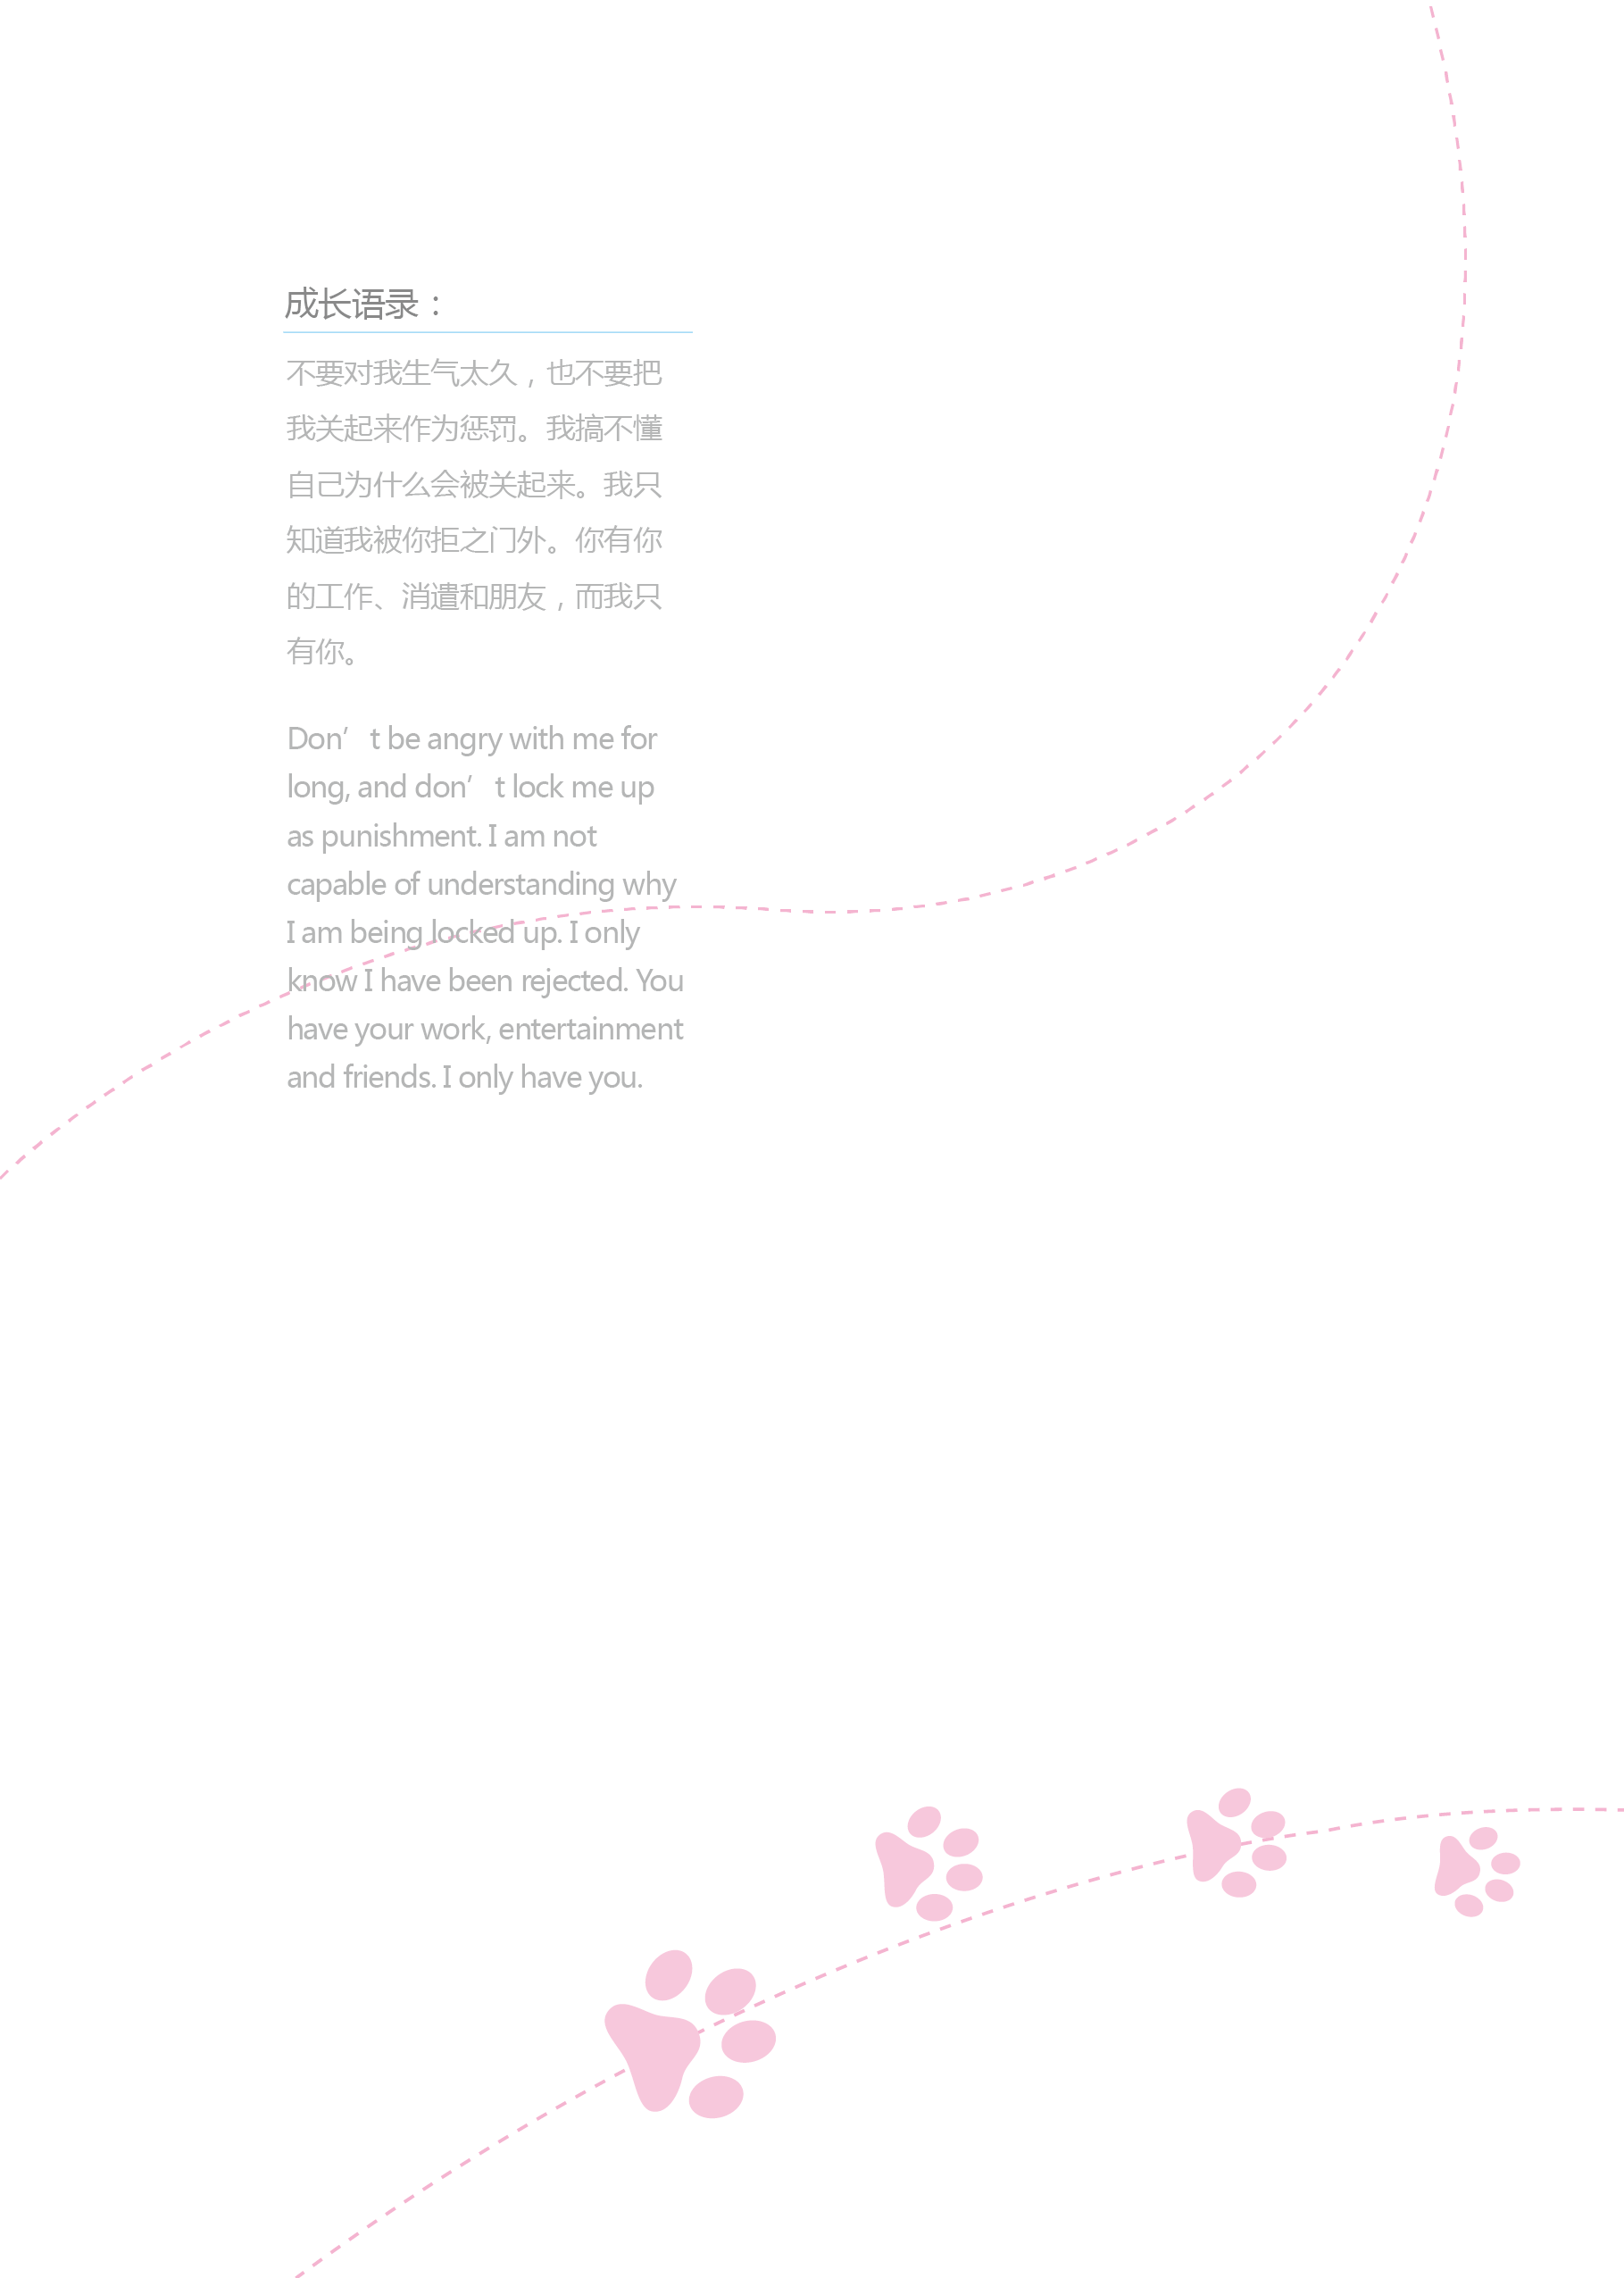 成长语录：
不要对我生气太久，也不要把
我关起来作为惩罚。我搞不懂
自己为什么会被关起来。我只
知道我被你拒之门外。你有你
的工作、消遣和朋友，而我只
有你。
Don’t be angry with me for
long, and don’t lock me up
as punishment. I am not
capable of understanding why
I am being locked up. I only
know I have been rejected. You
have your work, entertainment
and friends. I only have you.